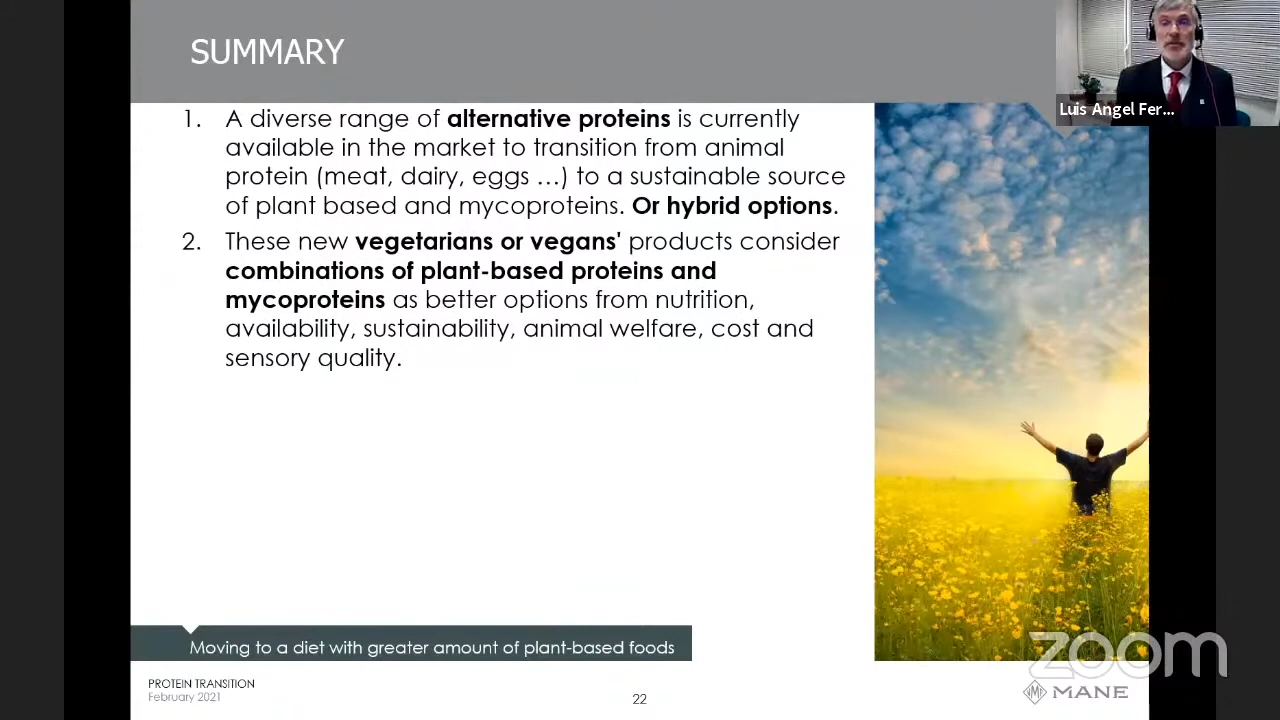 SUMMARY
Luis Angel Fer...
1. A diverse range of alternative proteins is currently
available in the market to transition from animal
protein (meat, dairy, eggs ...) to a sustainable source
of plant based and mycoproteins. Or hybrid options.
2. These new vegetarians or vegans' products consider
combinations of plant-based proteins and
mycoproteins as better options from nutrition,
availability, sustainability, animal welfare, cost and
sensory quality.
Moving to a diet with greater amount of plant-based foods
PROTEIN TRANSITION
February 2021
22
zoom
MANE